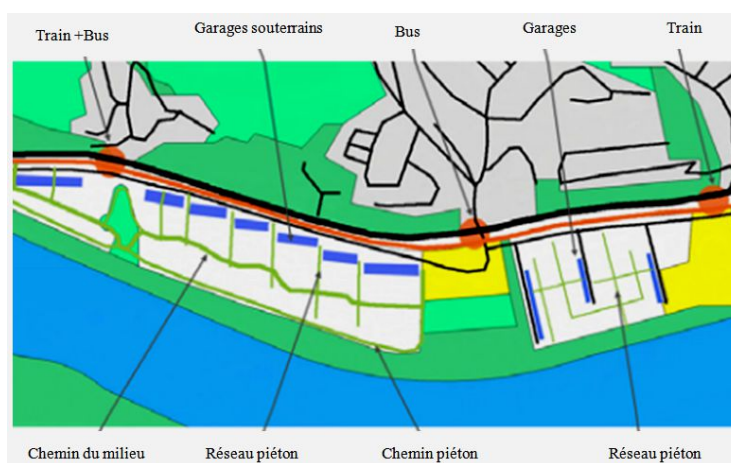 Train +Bus
Garages souterrains
Bus
Garages
Train
Chemin du milieu
Réseau piéton
Chemin piéton
Réseau piéton